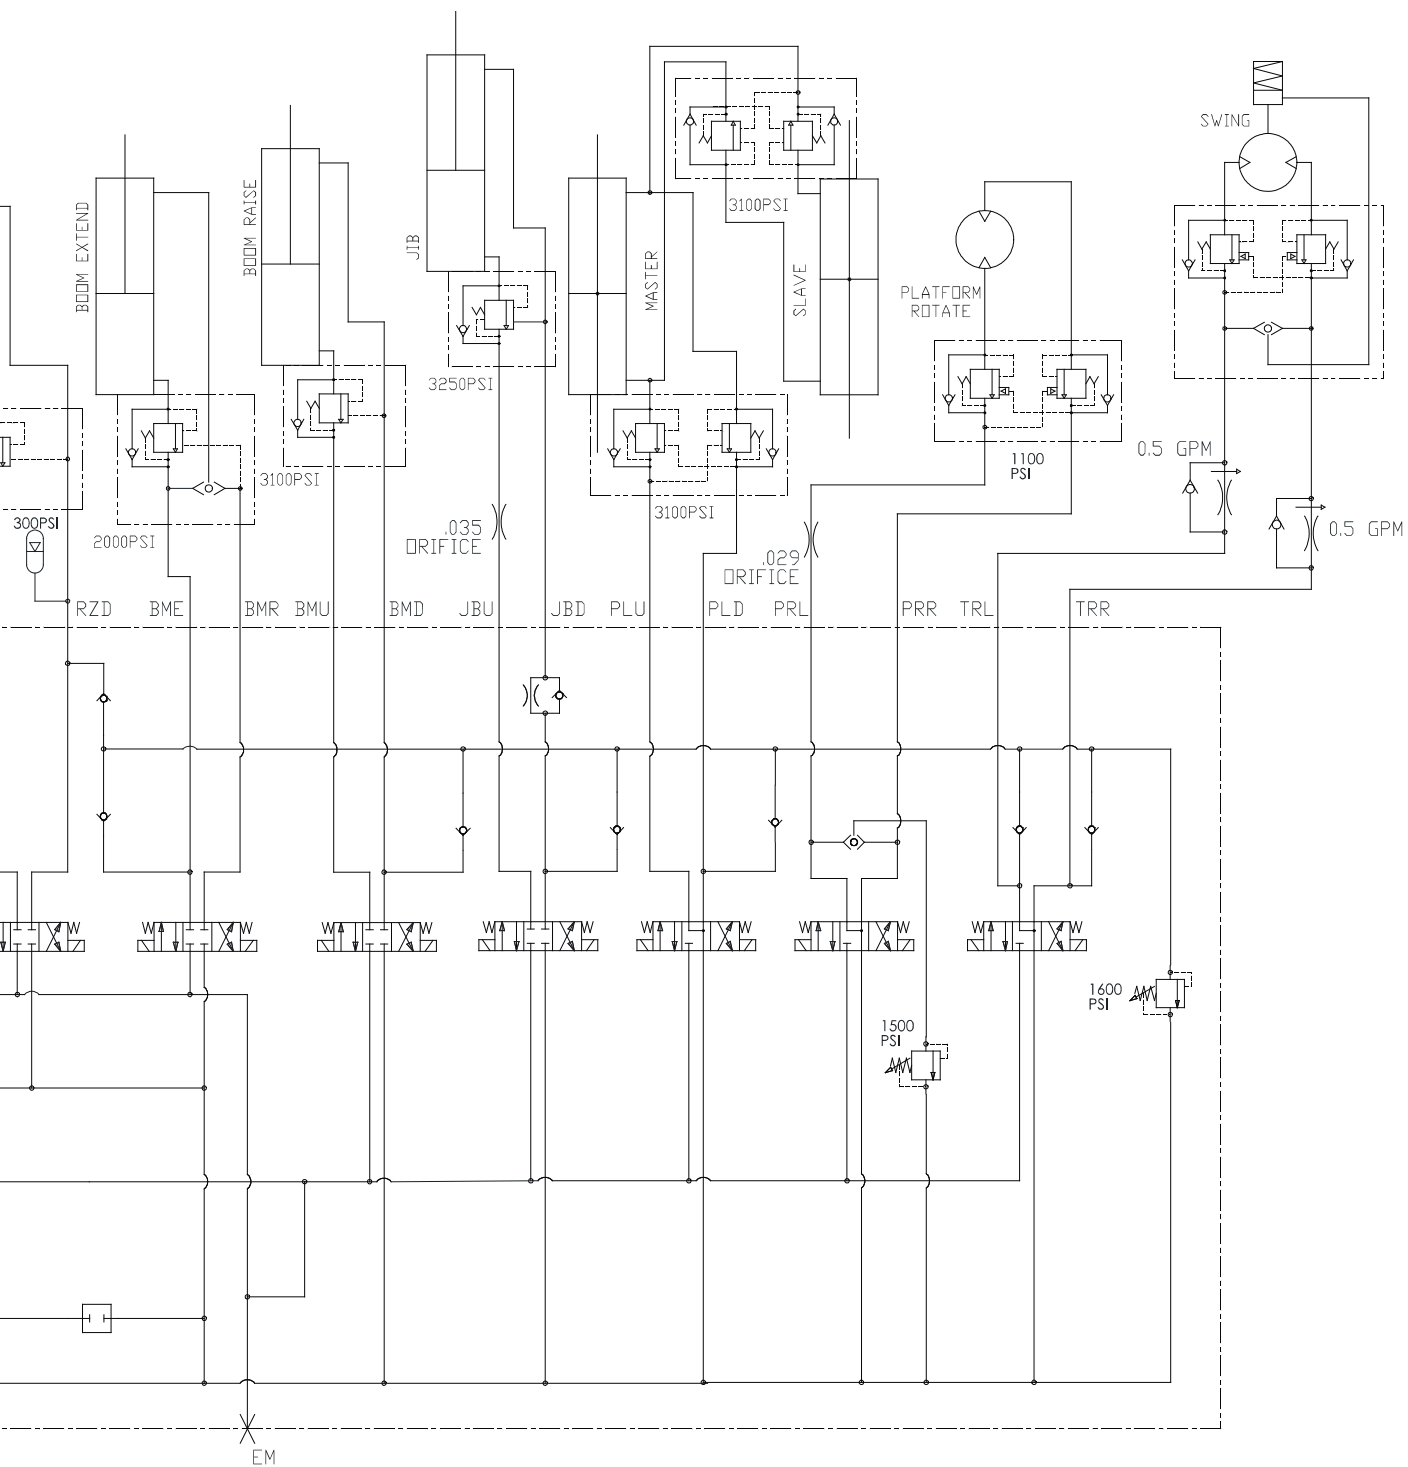 SWING
BOOM EXTEND
BOOM RAISE
JIB
MASTER
SLAVE
3100PSI
PLATFORM
ROTATE
3250PSI
0.5 GPM
1100
PSI
3100PSI
3100PSI
300PSI
2000PSI
.035
ORIFICE
.029
ORIFICE
0.5 GPM
RZD
BME
BMR
BMU
BMD
JBU
JBD
PLU
PLD
PRL
PRR
TRL
TRR
1600
PSI
1500
PSI
EM